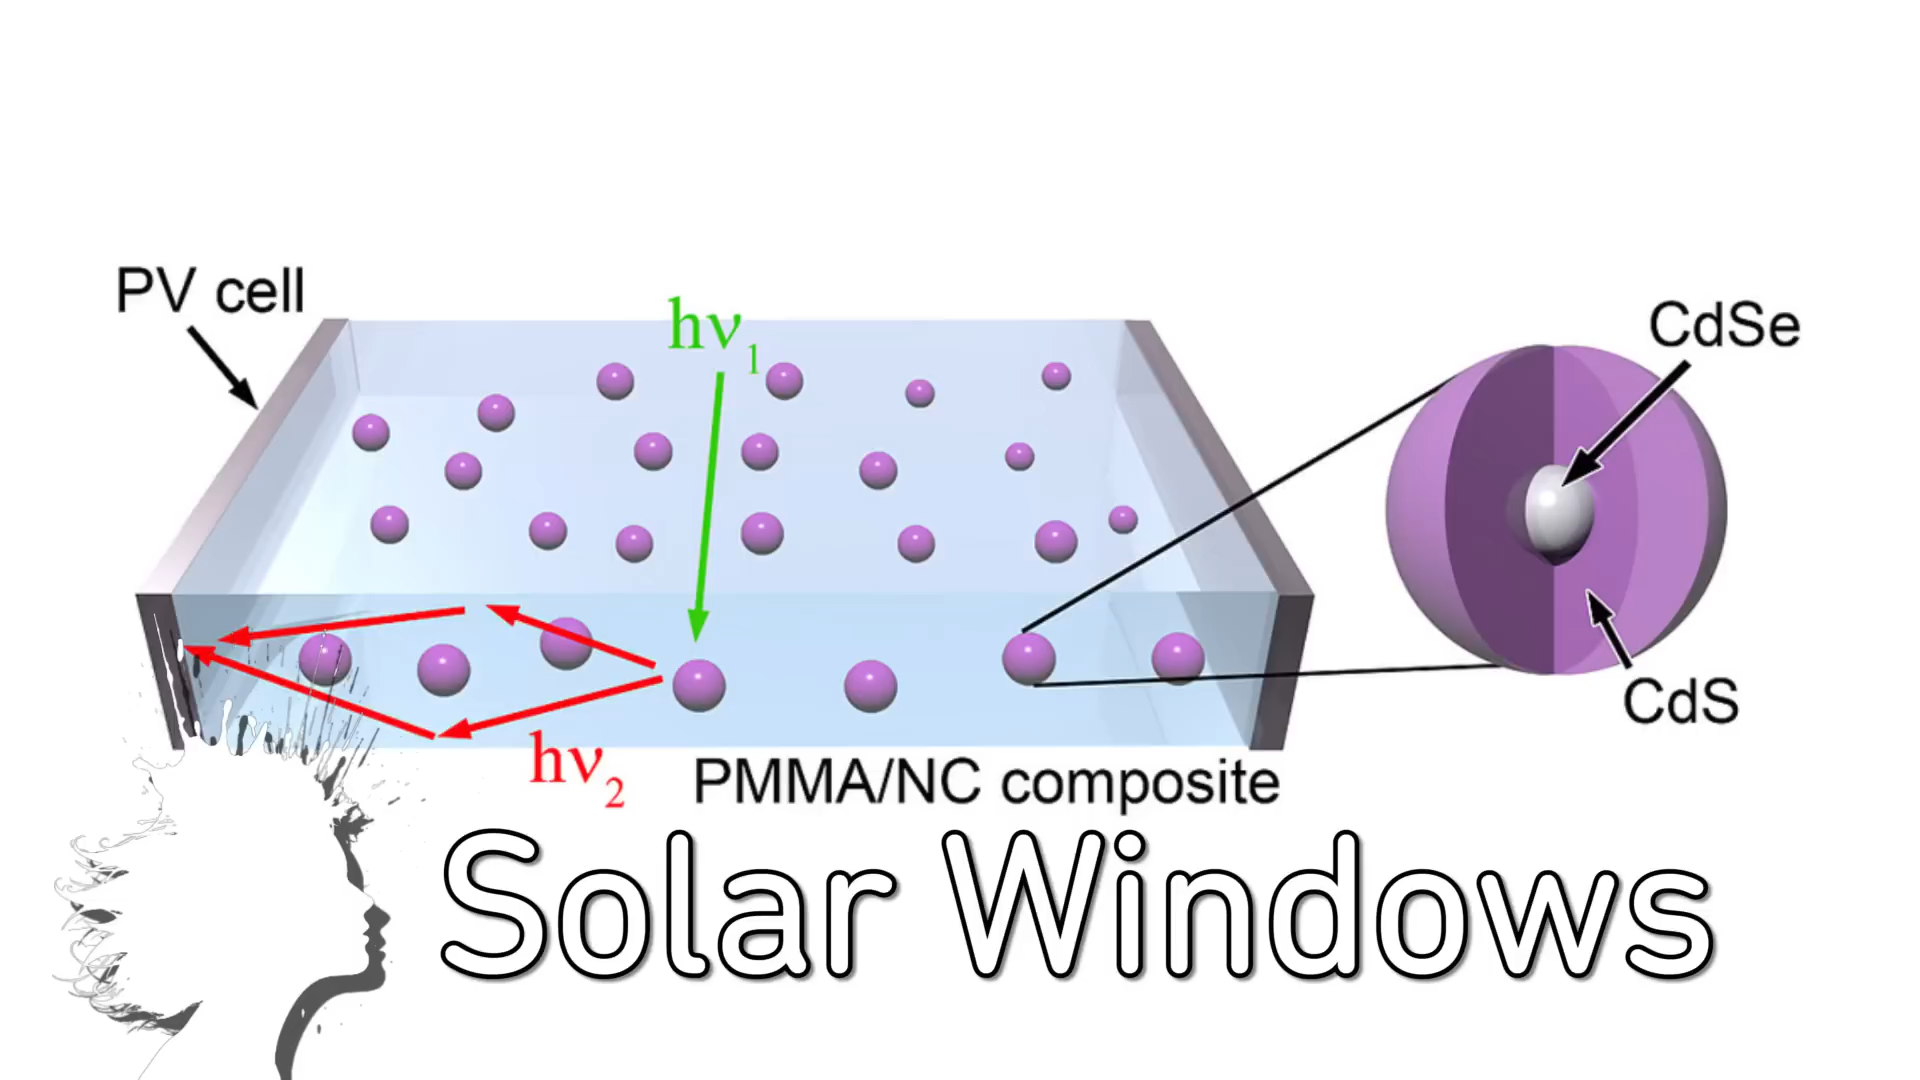 PV cell
hν1
CdSe
CdS
hν2
PMMA/NC composite
Solar Windows